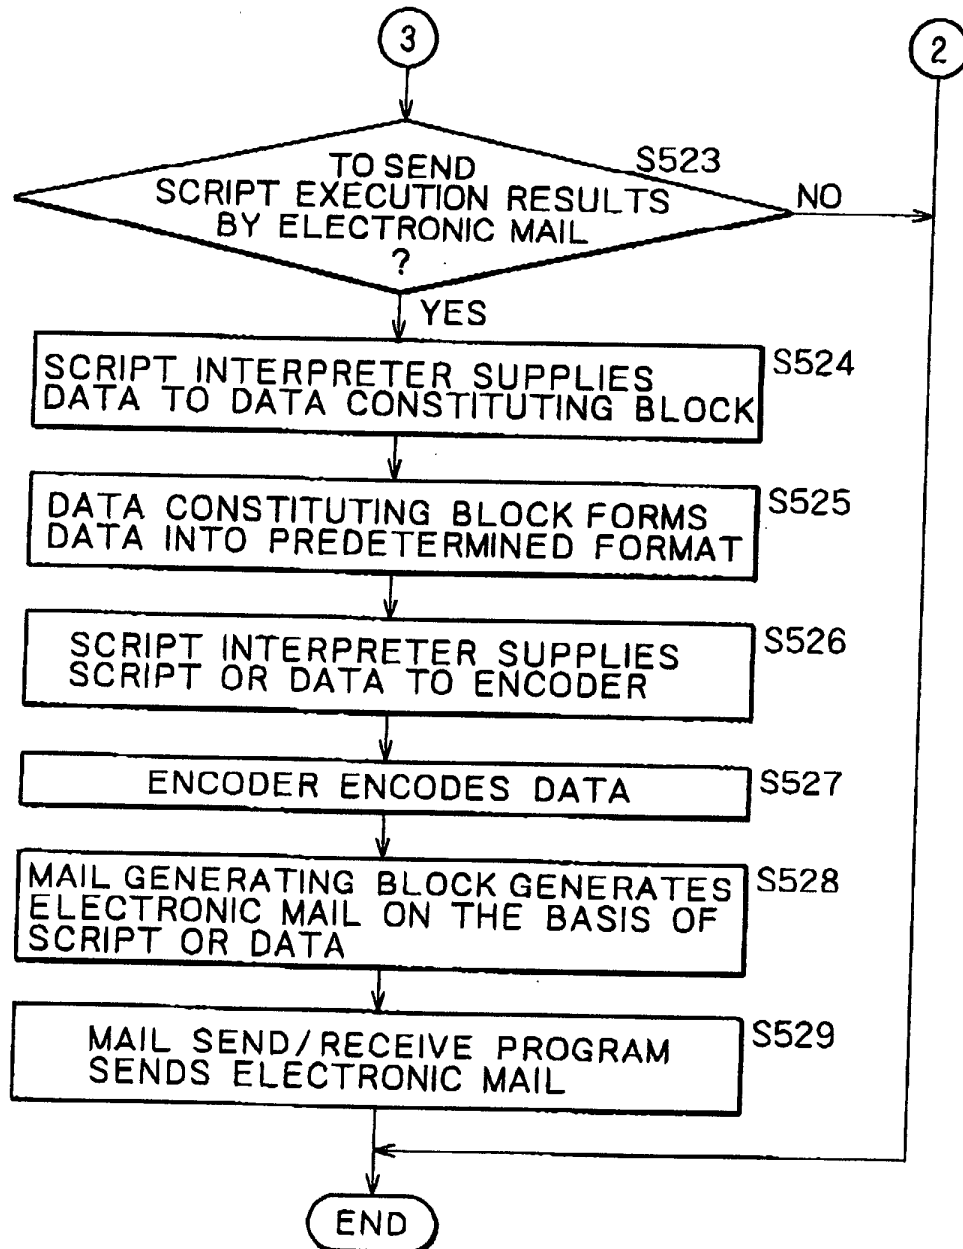 3
2
TO SEND
SCRIPT EXECUTION RESULTS
BY ELECTRONIC MAIL
?
S523
NO
YES
SCRIPT INTERPRETER SUPPLIES
DATA TO DATA CONSTITUTING BLOCK
S524
DATA CONSTITUTING BLOCK FORMS
DATA INTO PREDETERMINED FORMAT
S525
SCRIPT INTERPRETER SUPPLIES
SCRIPT OR DATA TO ENCODER
S526
ENCODER ENCODES DATA
S527
MAIL GENERATING BLOCK GENERATES
ELECTRONIC MAIL ON THE BASIS OF
SCRIPT OR DATA
S528
MAIL SEND/RECEIVE PROGRAM
SENDS ELECTRONIC MAIL
S529
END